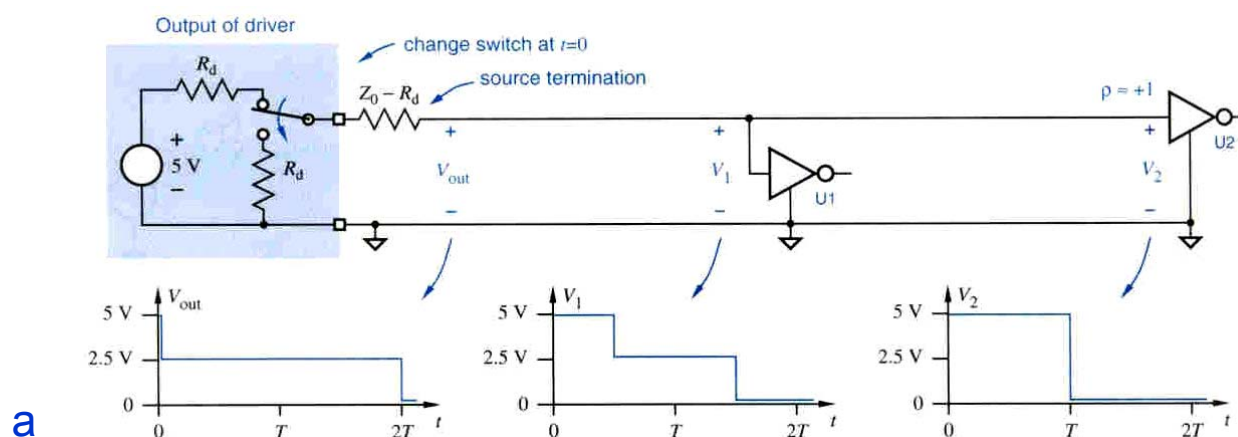 Output of driver
change switch at t=0
source termination
R_d
Z_0 − R_d
ρ = +1
+
5 V
−
R_d
+
V_out
−
+
V_1
−
U1
+
V_2
−
U2
V_out
5 V
2.5 V
0
0
T
2T
t
V_1
5 V
2.5 V
0
0
T
2T
t
V_2
5 V
2.5 V
0
0
T
2T
t
a